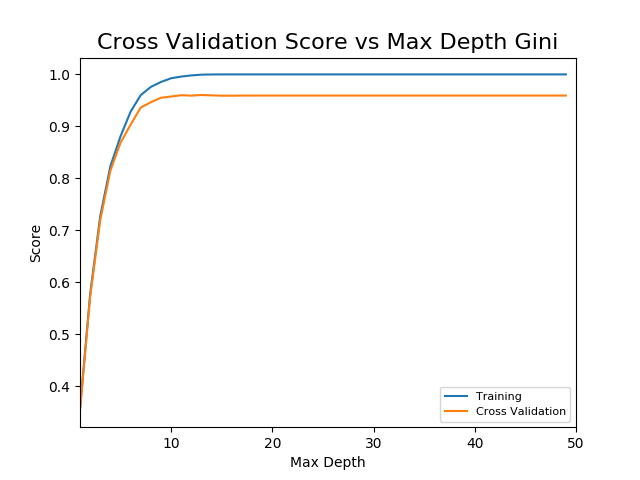 Cross Validation Score vs Max Depth Gini
1.0
0.9
0.8
0.7
0.6
0.5
0.4
Score
10
20
30
40
50
Max Depth
Training
Cross Validation